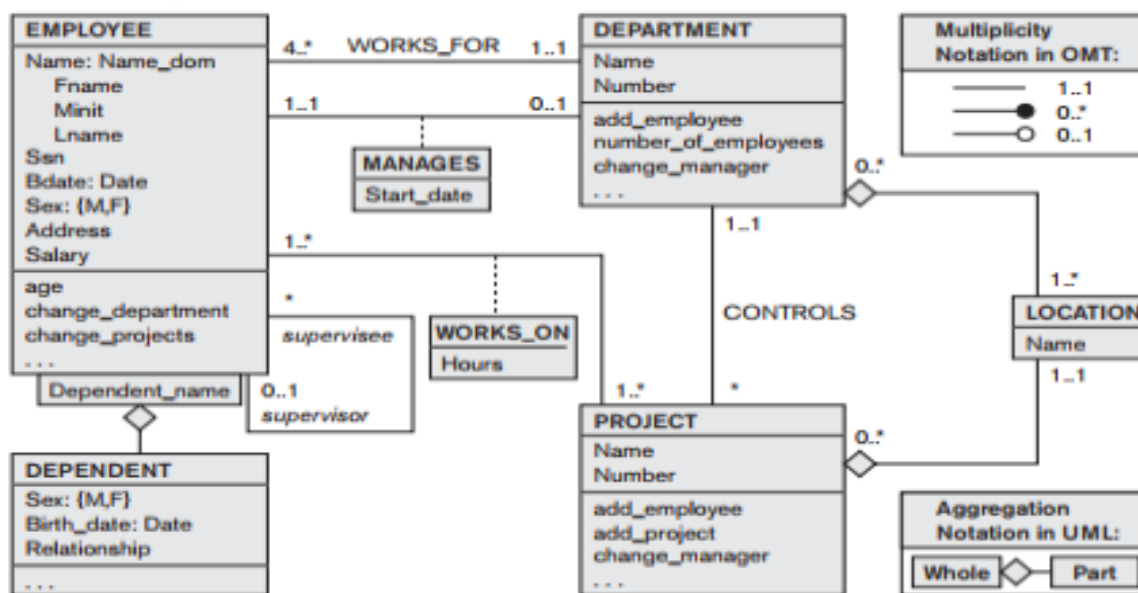 EMPLOYEE
Name: Name_dom
Fname
Minit
Lname
Ssn
Bdate: Date
Sex: {M,F}
Address
Salary
age
change_department
change_projects
. . .
Dependent_name
DEPENDENT
Sex: {M,F}
Birth_date: Date
Relationship
. . .
4..* WORKS_FOR 1..1
1..1 0..1
MANAGES
Start_date
1..*
*
supervisee
0..1
supervisor
WORKS_ON
Hours
1..*
DEPARTMENT
Name
Number
add_employee
number_of_employees
change_manager
. . .
0..*
1..1
CONTROLS
*
PROJECT
Name
Number
add_employee
add_project
change_manager
. . .
0..*
1..*
LOCATION
Name
1..1
Multiplicity
Notation in OMT:
1..1
0..*
0..1
Aggregation
Notation in UML:
Whole Part